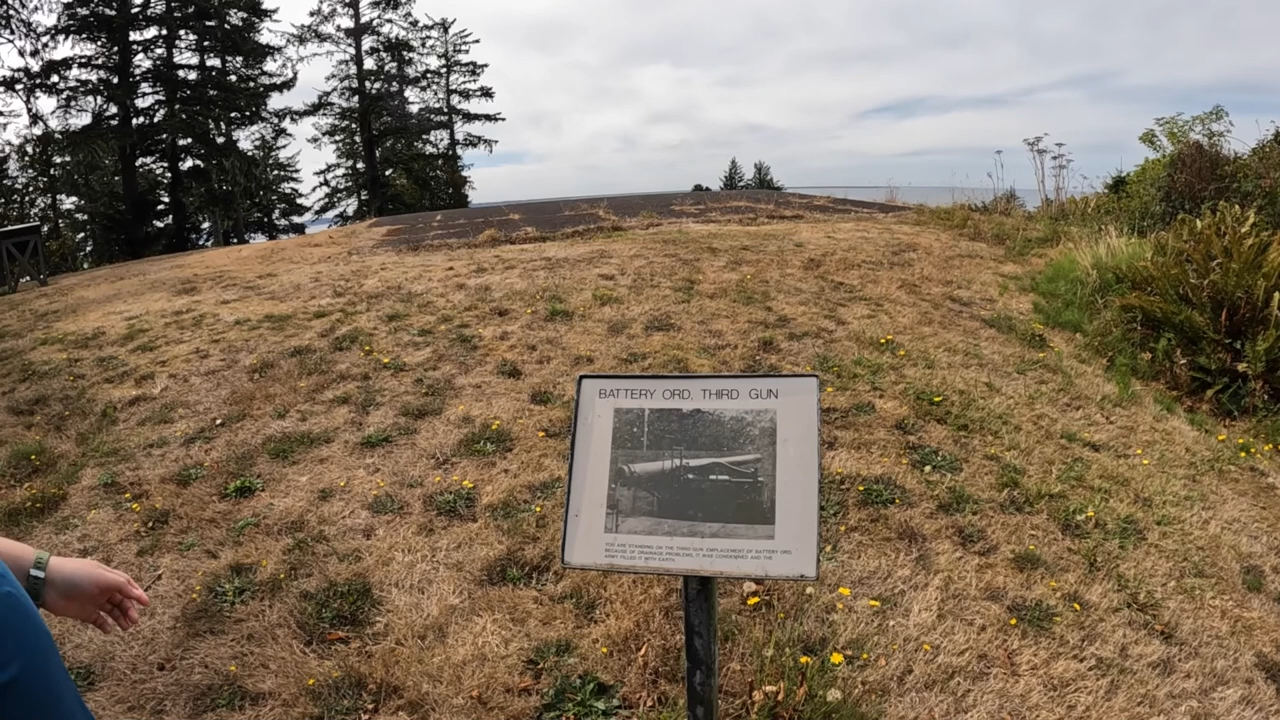 BATTERY ORD, THIRD GUN
YOU ARE STANDING ON THE THIRD GUN EMPLACEMENT OF BATTERY ORD.
BECAUSE OF DRAINAGE PROBLEMS, IT WAS CONDEMNED AND THE
ARMY FILLED IT WITH EARTH.